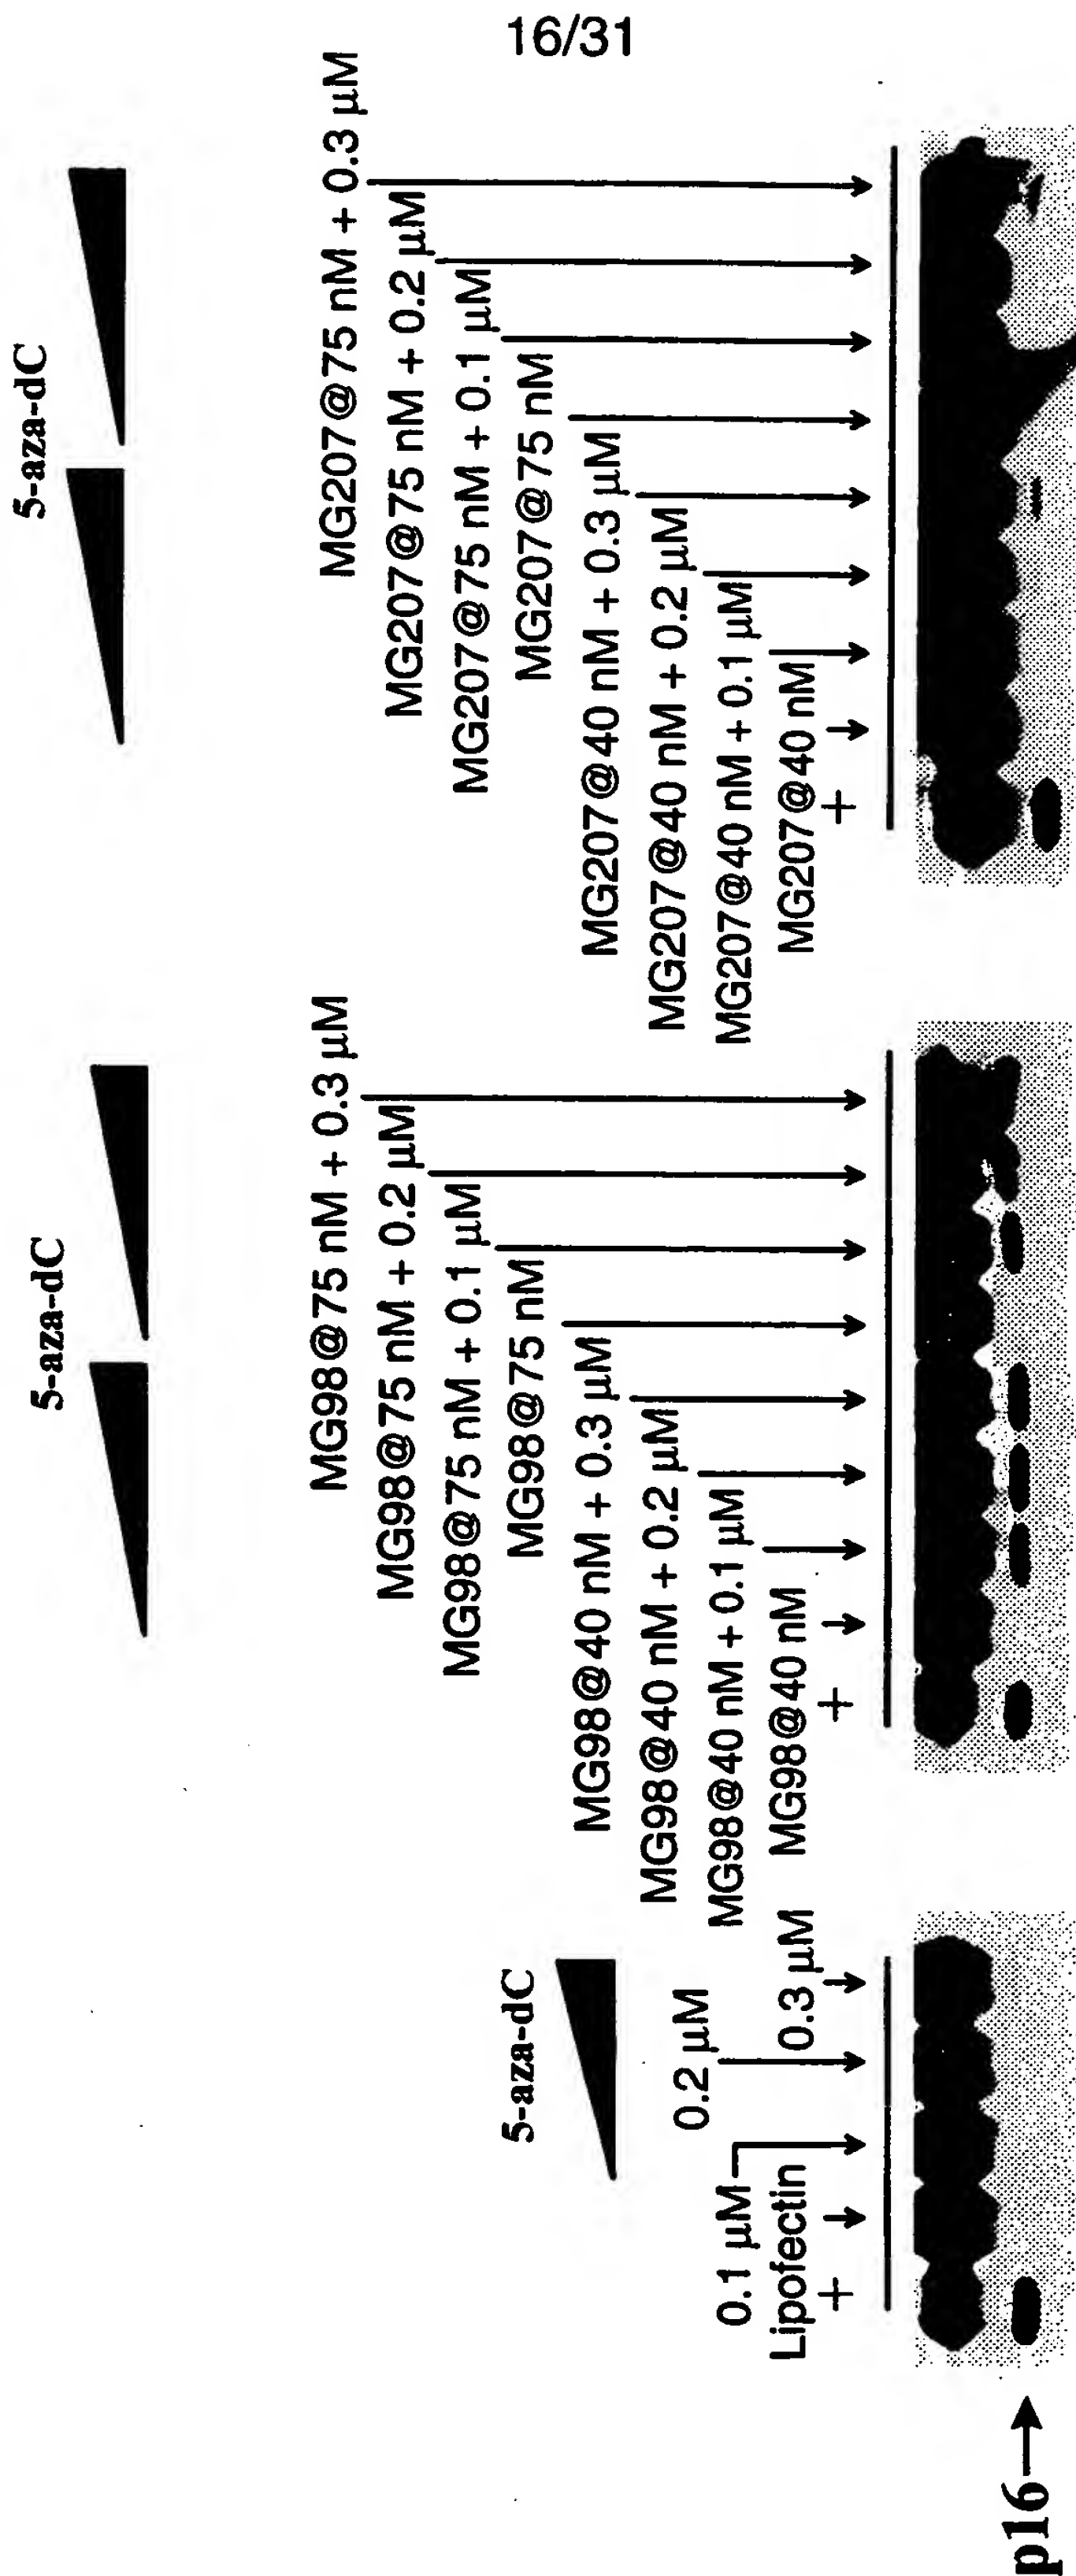 16/31
5-aza-dC
0.1 μM
0.2 μM
0.3 μM
Lipofectin
+
5-aza-dC
MG98@75 nM + 0.3 μM
MG98@75 nM + 0.2 μM
MG98@75 nM + 0.1 μM
MG98@75 nM
MG98@40 nM + 0.3 μM
MG98@40 nM + 0.2 μM
MG98@40 nM + 0.1 μM
MG98@40 nM
+
5-aza-dC
MG207@75 nM + 0.3 μM
MG207@75 nM + 0.2 μM
MG207@75 nM + 0.1 μM
MG207@75 nM
MG207@40 nM + 0.3 μM
MG207@40 nM + 0.2 μM
MG207@40 nM + 0.1 μM
MG207@40 nM
+
p16